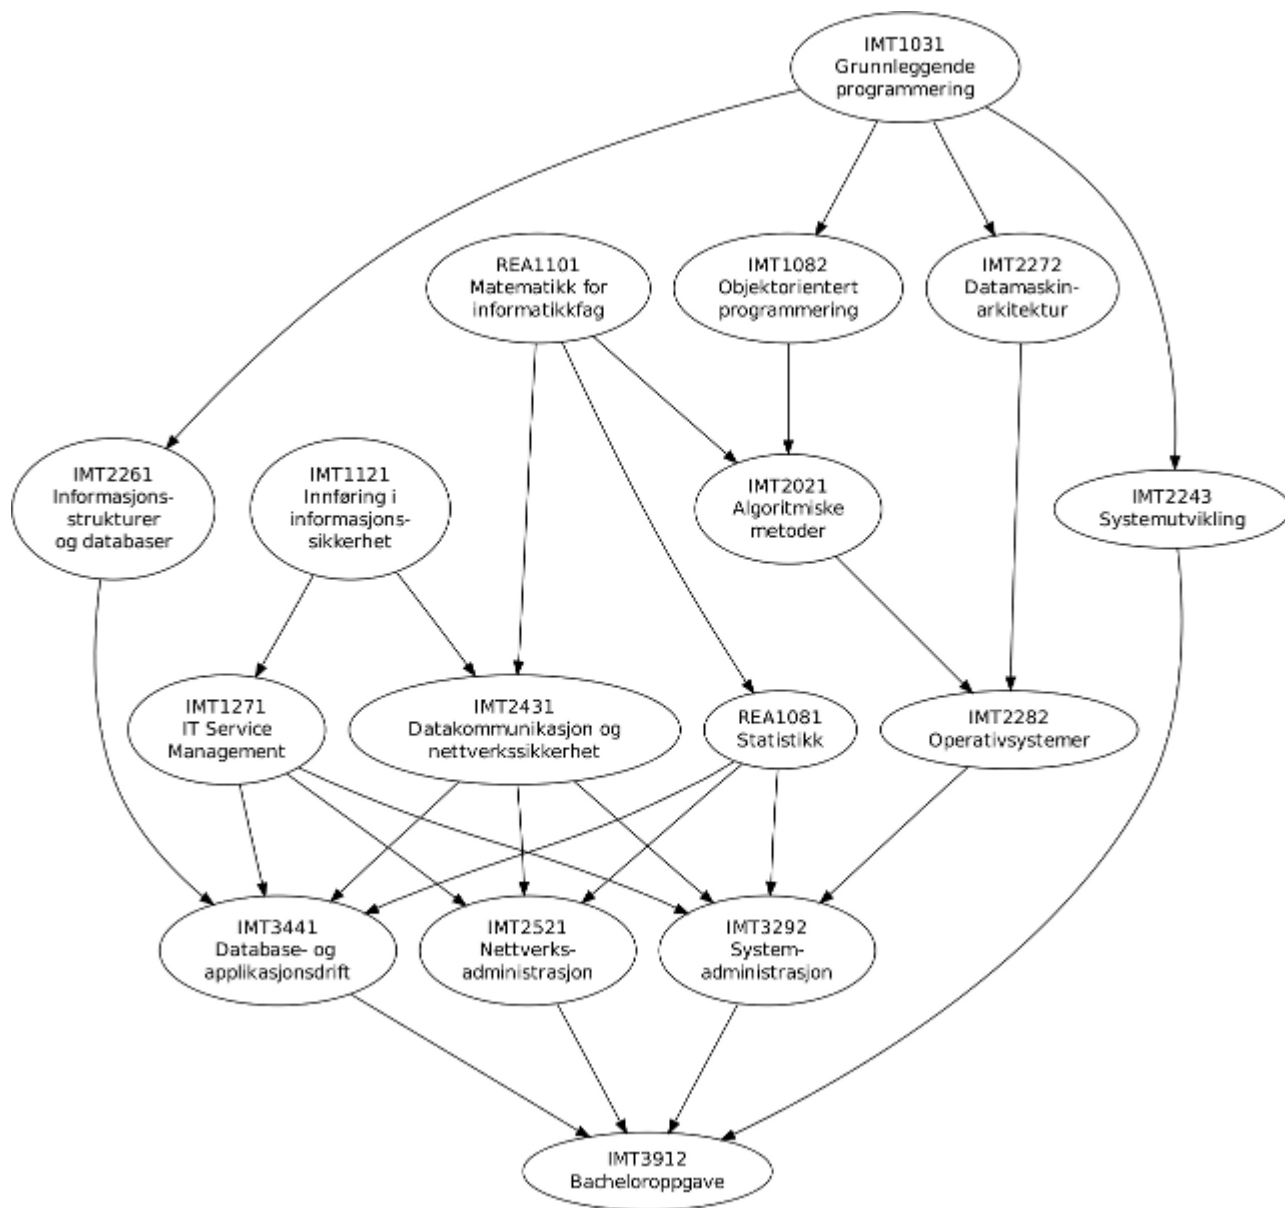 IMT1031
Grunnleggende
programmering
REA1101
Matematikk for
informatikkfag
IMT1082
Objektorientert
programmering
IMT2272
Datamaskin-
arkitektur
IMT2261
Informasjons-
strukturer
og databaser
IMT1121
Innføring i
informasjons-
sikkerhet
IMT2021
Algoritmiske
metoder
IMT2243
Systemutvikling
IMT1271
IT Service
Management
IMT2431
Datakommunikasjon og
nettverkssikkerhet
REA1081
Statistikk
IMT2282
Operativsystemer
IMT3441
Database- og
applikasjonsdrift
IMT2521
Nettverks-
administrasjon
IMT3292
System-
administrasjon
IMT3912
Bacheloroppgave